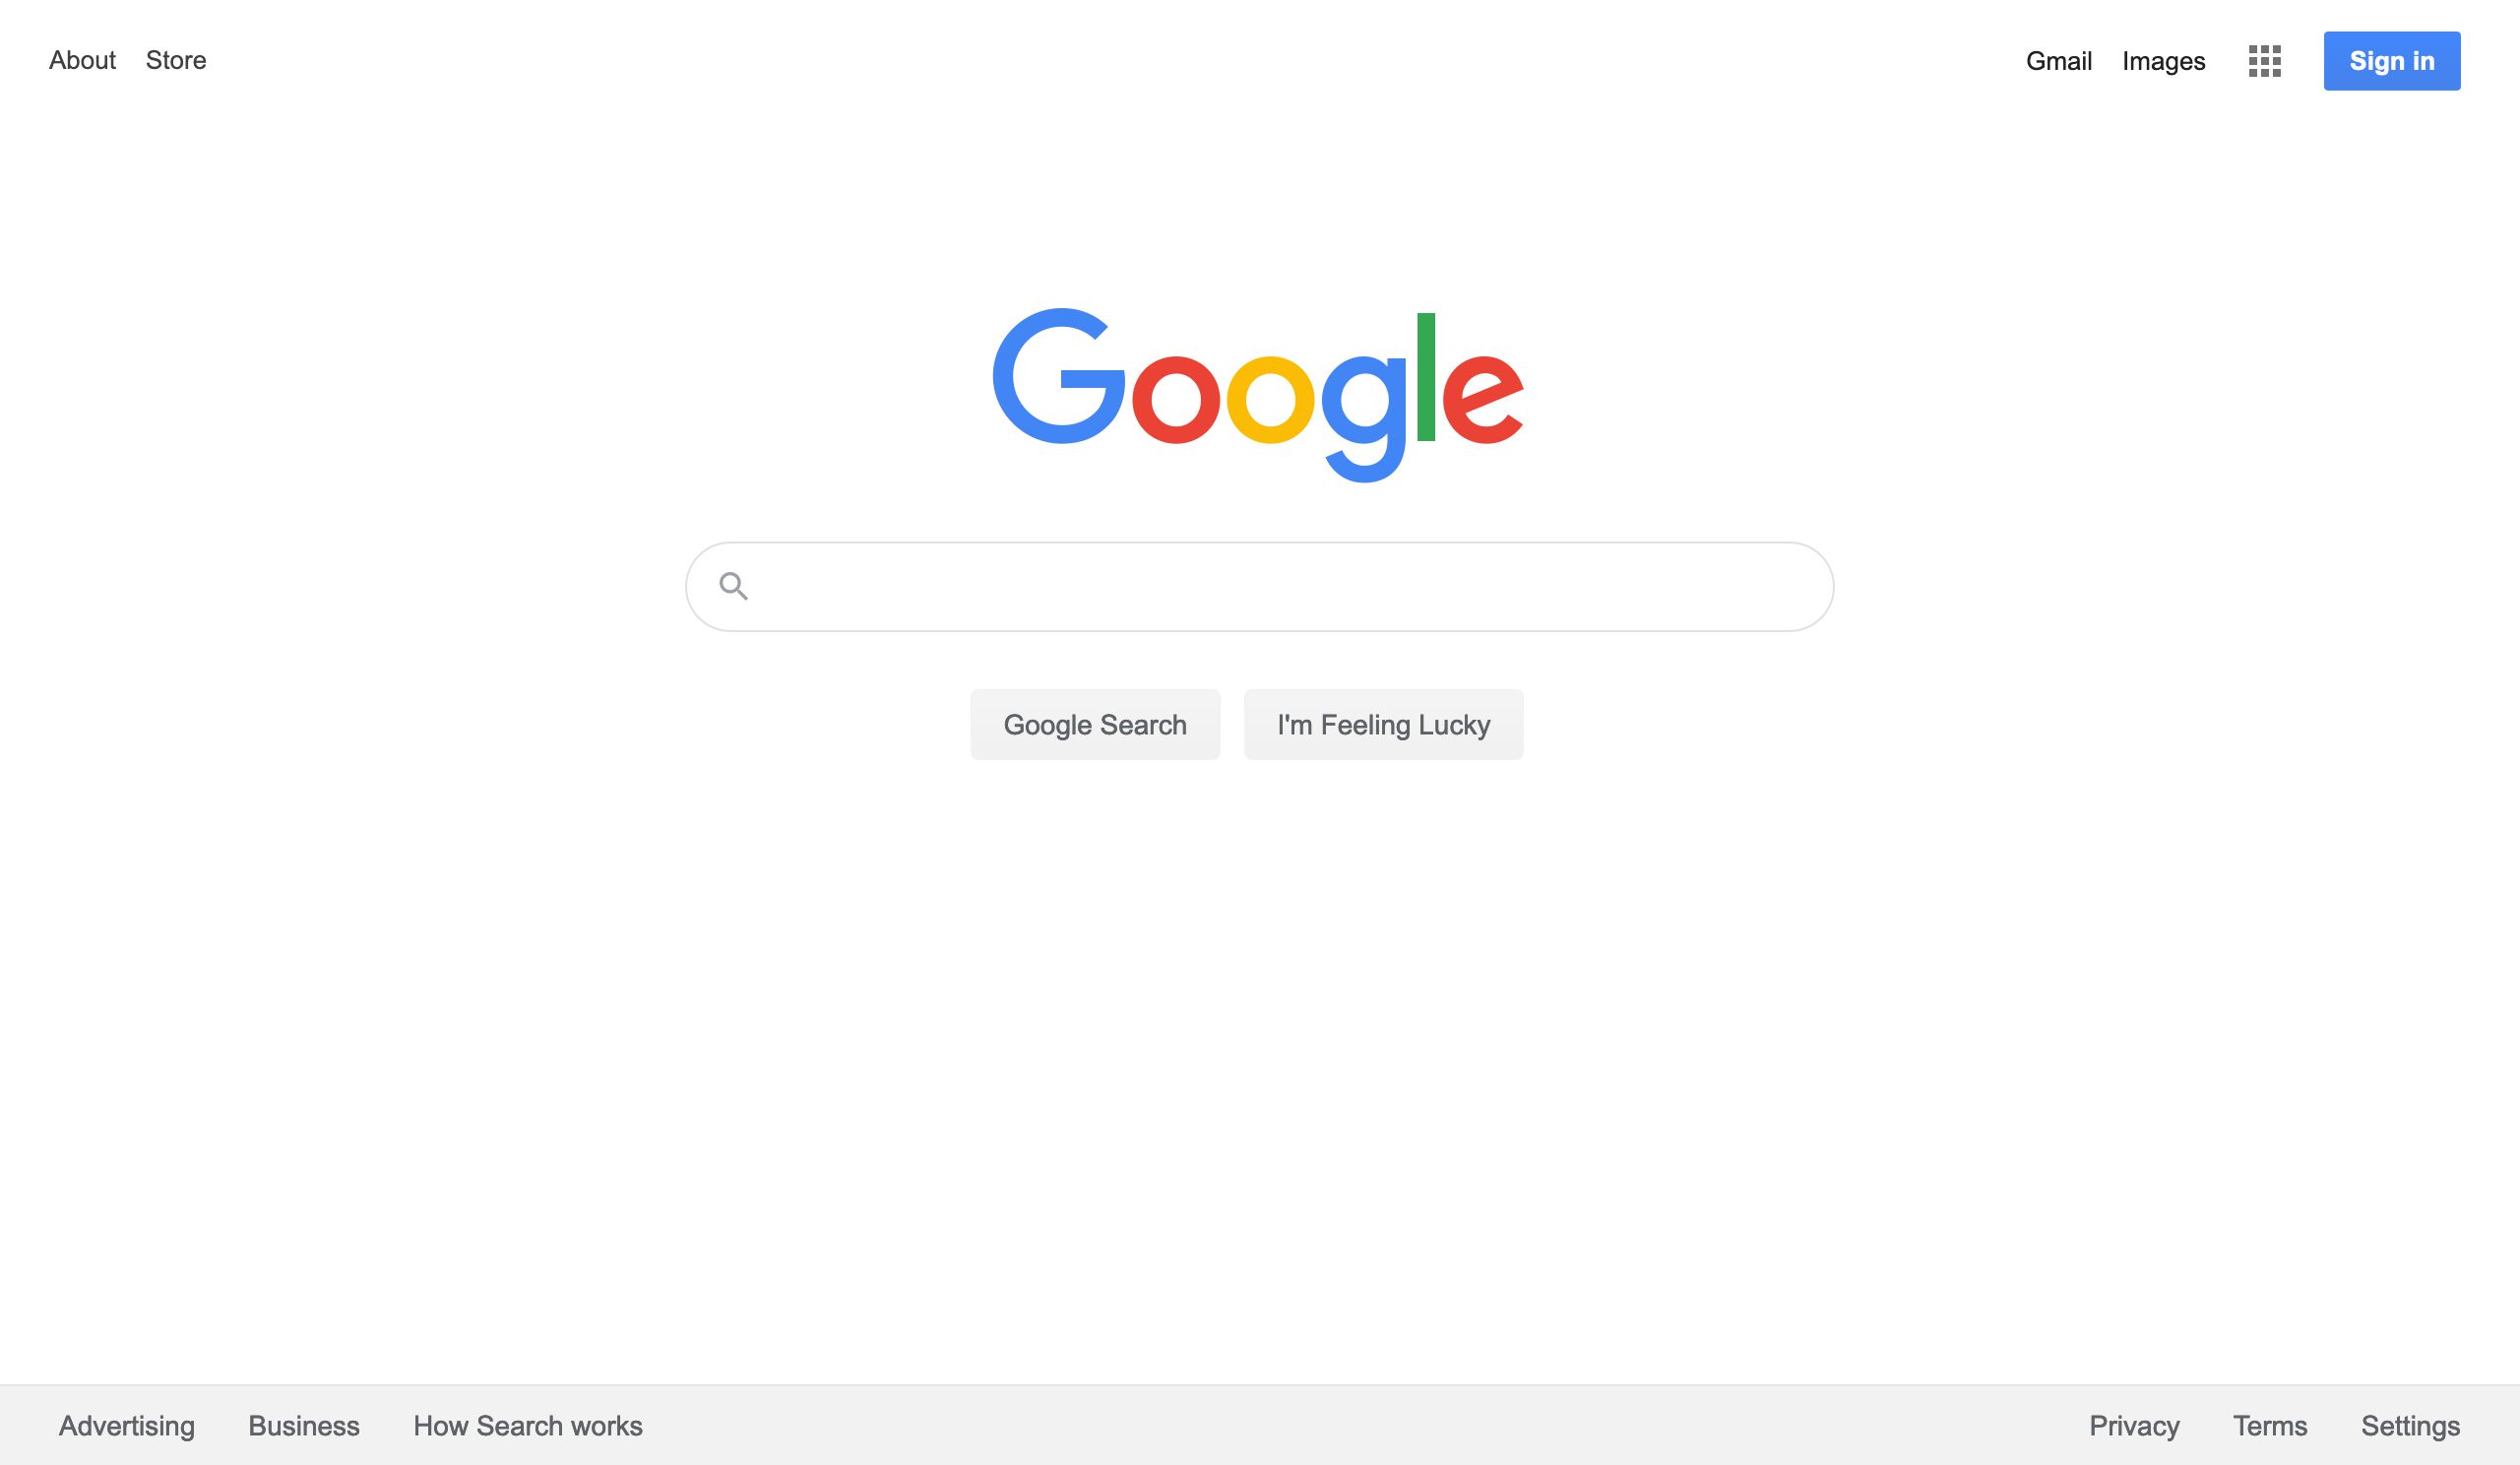 About Store Gmail Images Sign in
Google
Google Search I'm Feeling Lucky
Advertising Business How Search works Privacy Terms Settings